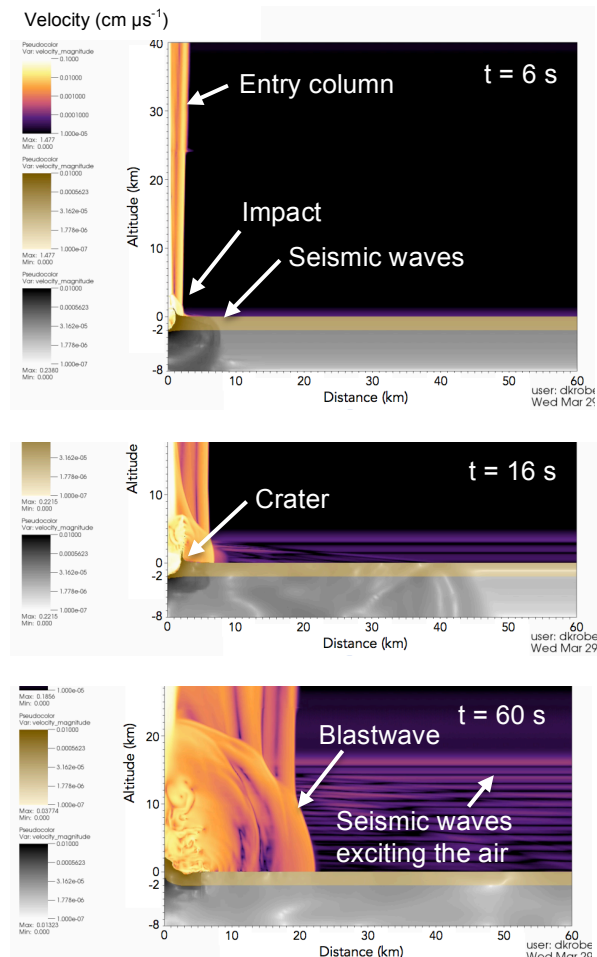 Velocity (cm µs-1)
Pseudocolor
Var: velocity_magnitude
0.1000
0.01000
0.001000
0.0001000
1.000e-05
Max: 1.477
Min: 0.000
Pseudocolor
Var: velocity_magnitude
0.01000
0.0005623
3.162e-05
1.778e-06
1.000e-07
Max: 1.477
Min: 0.000
Pseudocolor
Var: velocity_magnitude
0.01000
0.0005623
3.162e-05
1.778e-06
1.000e-07
Max: 0.2380
Min: 0.000
Altitude (km)
40
30
20
10
0
-2
-8
t = 6 s
Entry column
Impact
Seismic waves
0 10 20 30 40 50 60
Distance (km)
user: dkrobe
Wed Mar 29
3.162e-05
1.778e-06
1.000e-07
Max: 0.2215
Min: 0.000
Pseudocolor
Var: velocity_magnitude
0.01000
0.0005623
3.162e-05
1.778e-06
1.000e-07
Max: 0.2215
Min: 0.000
Altitude
10
0
-2
-8
t = 16 s
Crater
0 10 20 30 40 50 60
Distance (km)
user: dkrobe
Wed Mar 29
1.000e-05
Max: 0.1856
Min: 0.000
Pseudocolor
Var: velocity_magnitude
0.01000
0.0005623
3.162e-05
1.778e-06
1.000e-07
Max: 0.03774
Min: 0.000
Pseudocolor
Var: velocity_magnitude
0.01000
0.0005623
3.162e-05
1.778e-06
1.000e-07
Max: 0.01323
Min: 0.000
Altitude (km)
20
10
0
-2
-8
t = 60 s
Blastwave
Seismic waves
exciting the air
0 10 20 30 40 50 60
Distance (km)
user: dkrobe
Wed Mar 29